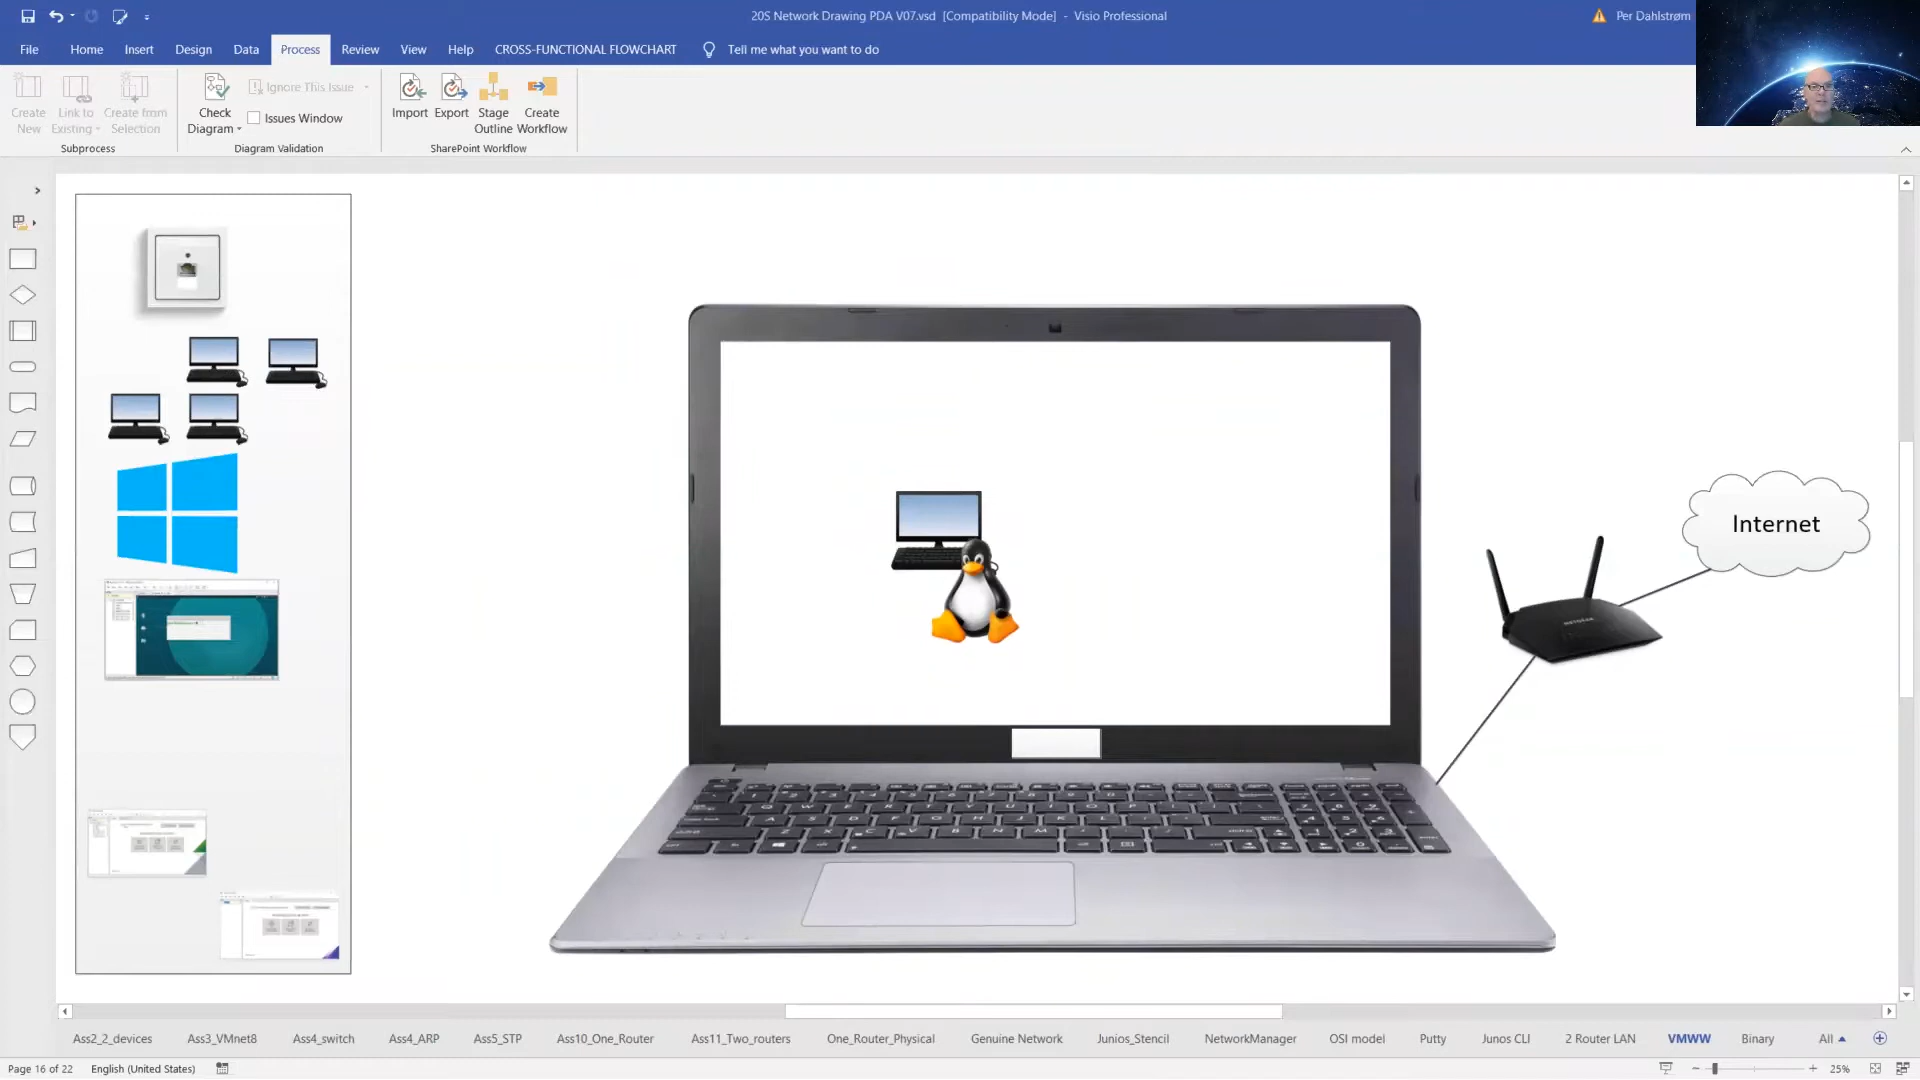 20S Network Drawing PDA V07.vsd [Compatibility Mode] - Visio Professional
Per Dahlstrøm
File Home Insert Design Data Process Review View Help CROSS-FUNCTIONAL FLOWCHART Tell me what you want to do
Create New
Link to Existing
Create from Selection
Subprocess
Check Diagram
Ignore This Issue
Issues Window
Diagram Validation
Import
Export
Stage Outline
Create Workflow
SharePoint Workflow
Internet
NETGEAR
Ass2_2_devices Ass3_VMnet8 Ass4_switch Ass4_ARP Ass5_STP Ass10_One_Router Ass11_Two_routers One_Router_Physical Genuine Network Junios_Stencil NetworkManager OSI model Putty Junos CLI 2 Router LAN VMWW Binary All
Page 16 of 22 English (United States) 25%